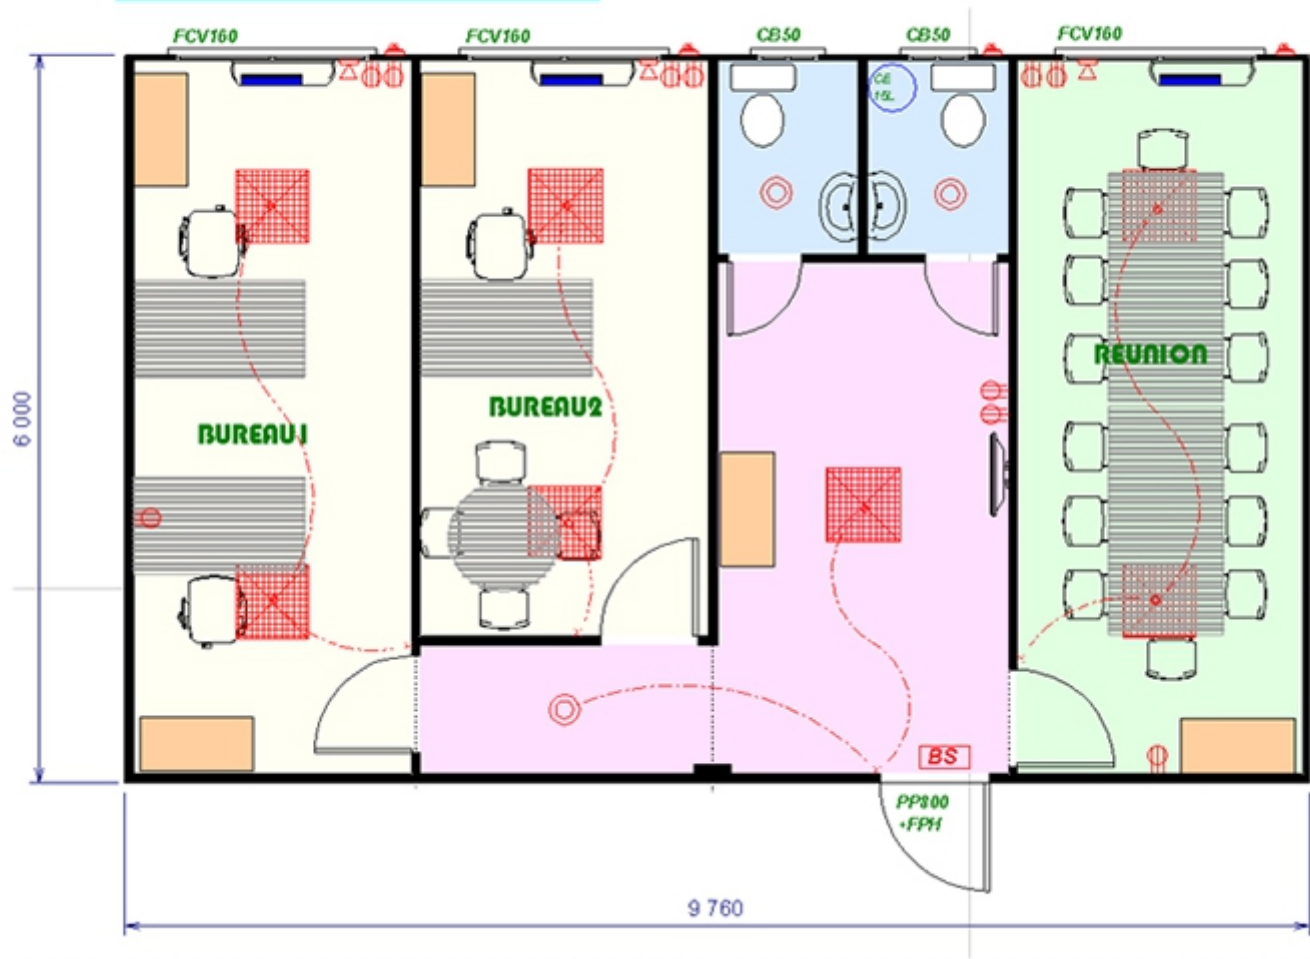 FCV160
FCV160
CB50
CB50
FCV160
CE
15L
REUNION
BUREAU2
BUREAU1
6 000
BS
PP800
+FPH
9 760